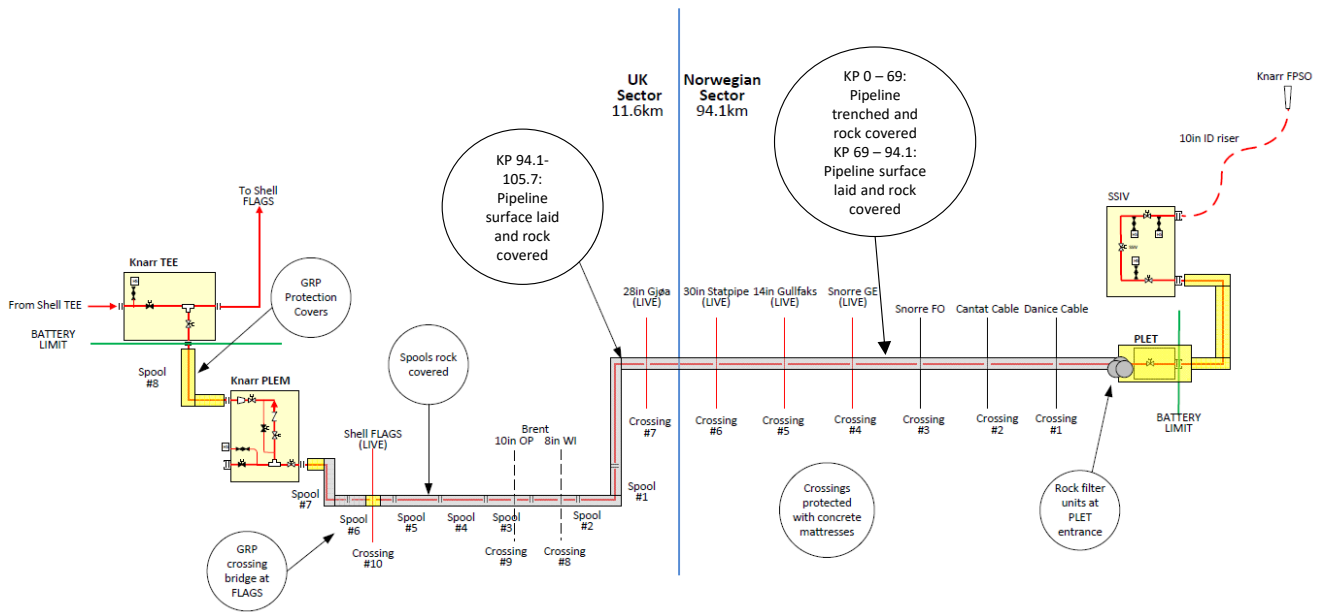 UK
Sector
11.6km
Norwegian
Sector
94.1km
KP 0 – 69:
Pipeline
trenched and
rock covered
KP 69 – 94.1:
Pipeline surface
laid and rock
covered
Knarr FPSO
10in ID riser
SSIV
KP 94.1-
105.7:
Pipeline
surface laid
and rock
covered
To Shell
FLAGS
Knarr TEE
From Shell TEE
BATTERY
LIMIT
GRP
Protection
Covers
Spool
#8
Knarr PLEM
Spools rock
covered
28in Gjøa
(LIVE)
30in Statpipe
(LIVE)
14in Gullfaks
(LIVE)
Snorre GE
(LIVE)
Snorre FO
Cantat Cable
Danice Cable
PLET
BATTERY
LIMIT
Crossing
#7
Crossing
#6
Crossing
#5
Crossing
#4
Crossing
#3
Crossing
#2
Crossing
#1
Shell FLAGS
(LIVE)
Brent
10in OP
8in WI
Spool
#7
Spool
#6
Spool
#5
Spool
#4
Spool
#3
Spool
#2
Spool
#1
Crossing
#10
Crossing
#9
Crossing
#8
GRP
crossing
bridge at
FLAGS
Crossings
protected
with concrete
mattresses
Rock filter
units at
PLET
entrance